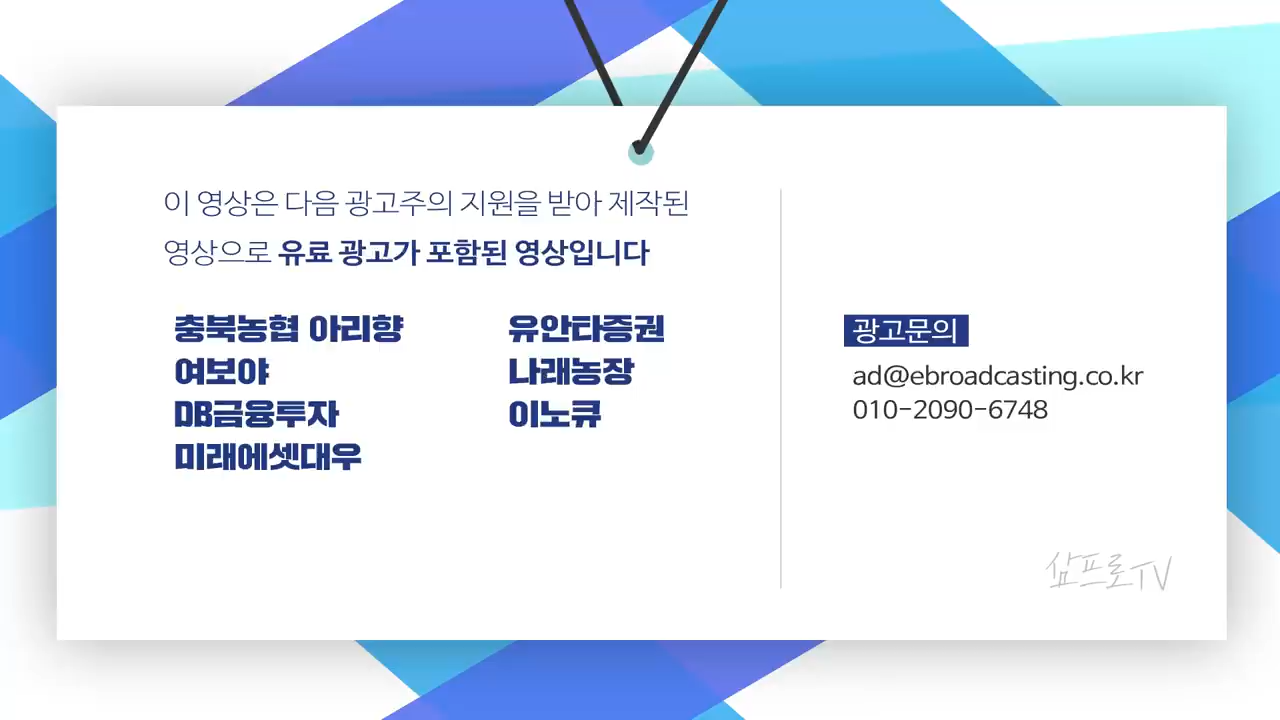 이 영상은 다음 광고주의 지원을 받아 제작된
영상으로 유료 광고가 포함된 영상입니다
충북농협 아리향
여보야
DB금융투자
미래에셋대우
유안타증권
나래농장
이노큐
광고문의
ad@ebroadcasting.co.kr
010-2090-6748
삼프로TV